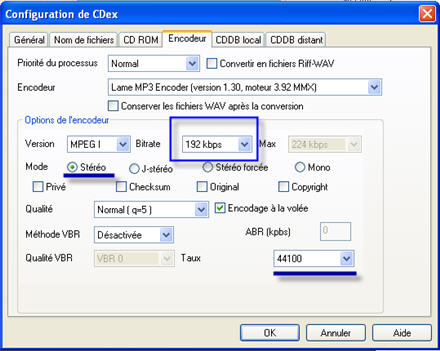 Configuration de CDex
Général Nom de fichiers CD ROM Encodeur CDDB local CDDB distant
Priorité du processus Normal Convertir en fichiers Riff-WAV
Encodeur Lame MP3 Encoder (version 1.30, moteur 3.92 MMX)
Conserver les fichiers WAV après la conversion
Options de l'encodeur
Version MPEG I Bitrate 192 kbps Max 224 kbps
Mode Stéréo J-stéréo Stéréo forcée Mono
Privé Checksum Original Copyright
Qualité Normal ( q=5 ) Encodage à la volée
Méthode VBR Désactivée ABR (kpbs) 0
Qualité VBR VBR 0 Taux 44100
OK Annuler Aide